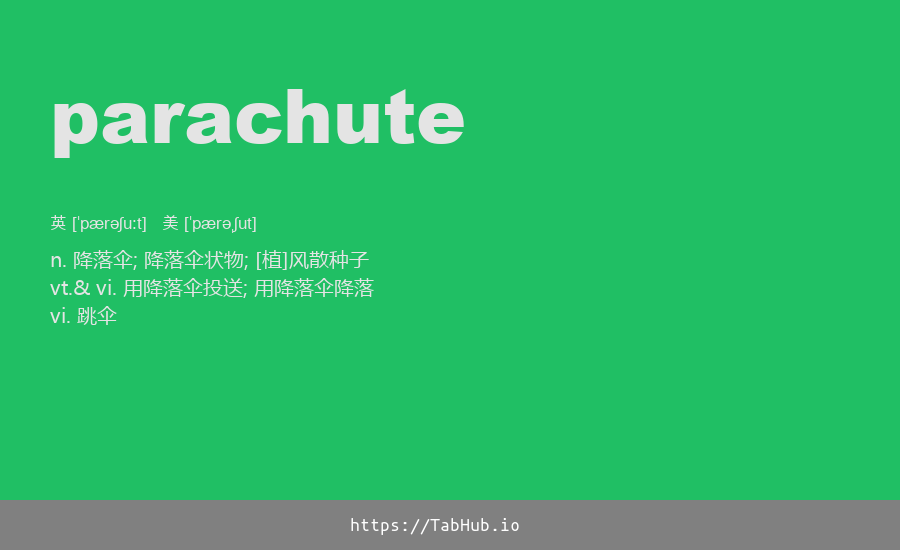 parachute
英 [ˈpærəʃuːt] 美 [ˈpærəˌʃut]
n. 降落伞; 降落伞状物; [植]风散种子
vt.& vi. 用降落伞投送; 用降落伞降落
vi. 跳伞
https://TabHub.io